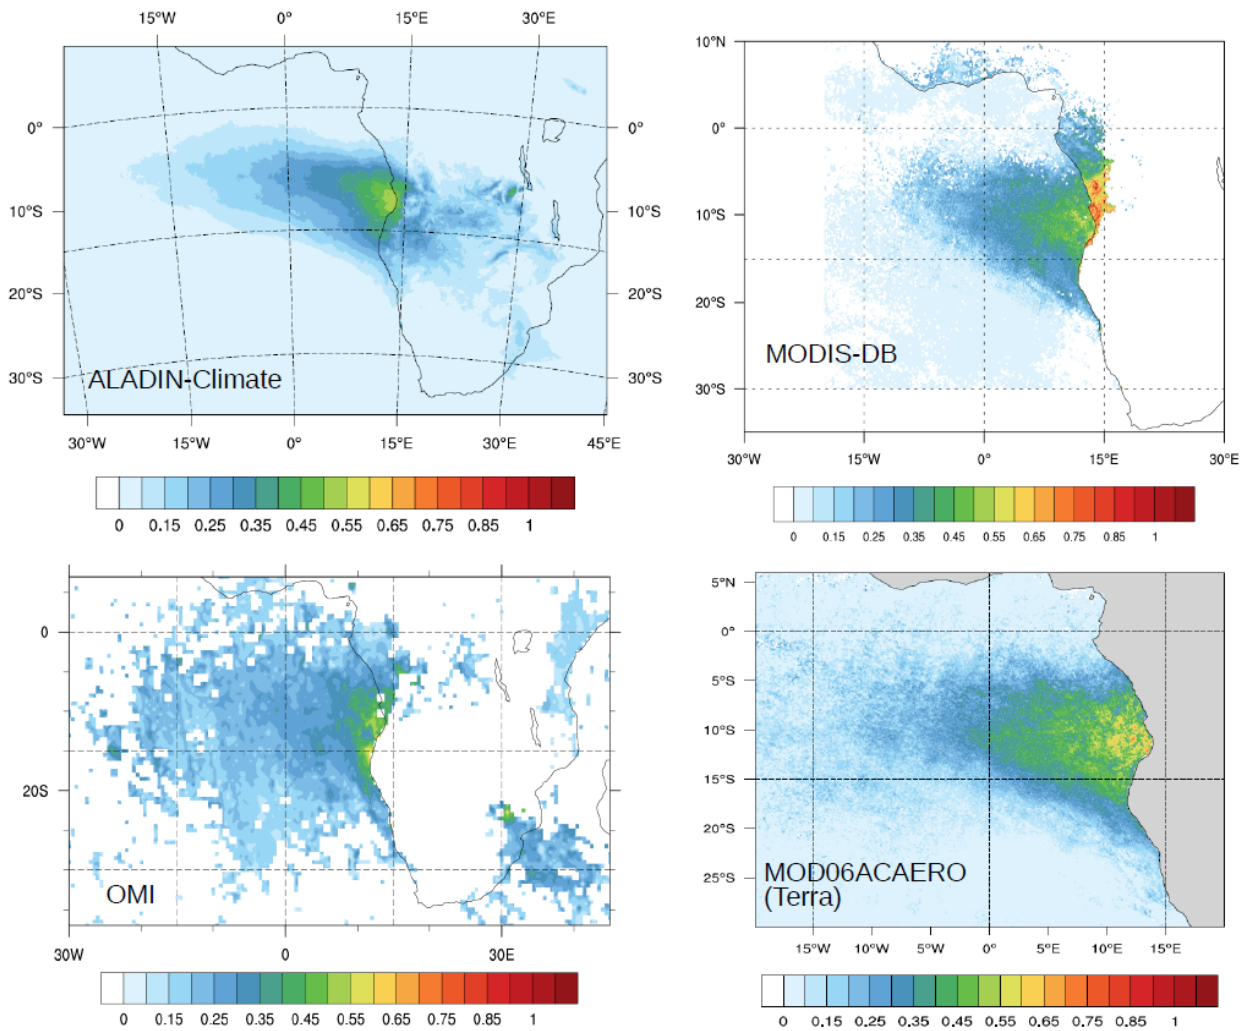 15°W 0° 15°E 30°E
0° 0°
10°S 10°S
20°S 20°S
30°S 30°S
ALADIN-Climate
30°W 15°W 0° 15°E 30°E 45°E
0 0.15 0.25 0.35 0.45 0.55 0.65 0.75 0.85 1
10°N
0°
10°S
20°S
30°S
MODIS-DB
30°W 15°W 0° 15°E 30°E
0 0.15 0.25 0.35 0.45 0.55 0.65 0.75 0.85 1
0
20S
OMI
30W 0 30E
0 0.15 0.25 0.35 0.45 0.55 0.65 0.75 0.85 1
5°N
0°
5°S
10°S
15°S
20°S
25°S
MOD06ACAERO
(Terra)
15°W 10°W 5°W 0° 5°E 10°E 15°E
0 0.15 0.25 0.35 0.45 0.55 0.65 0.75 0.85 1